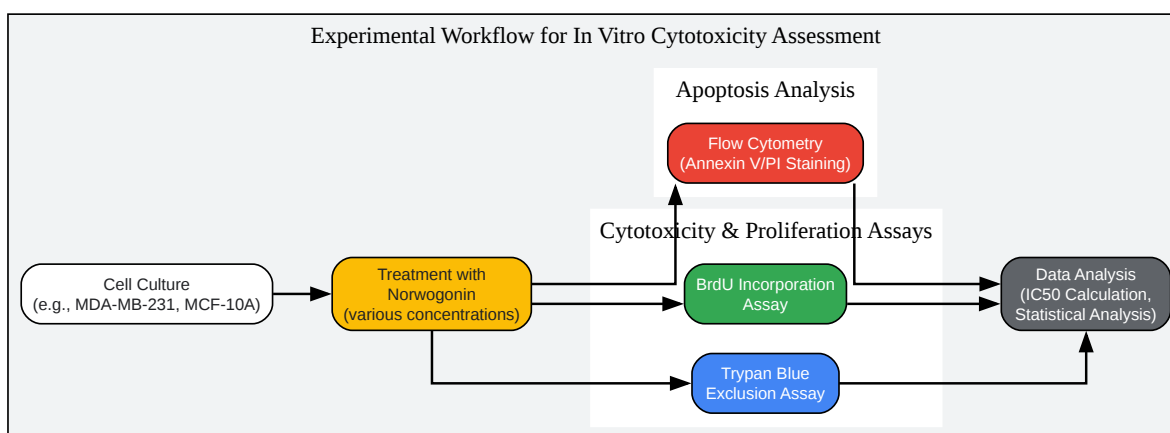 Experimental Workflow for In Vitro Cytotoxicity Assessment
Apoptosis Analysis
Flow Cytometry
(Annexin V/PI Staining)
Cytotoxicity & Proliferation Assays
Cell Culture
(e.g., MDA-MB-231, MCF-10A)
Treatment with
Norwogonin
(various concentrations)
BrdU Incorporation
Assay
Data Analysis
(IC50 Calculation,
Statistical Analysis)
Trypan Blue
Exclusion Assay